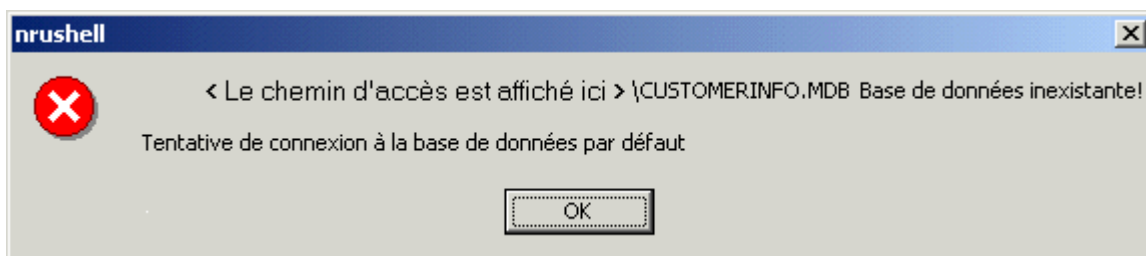 nrushell
< Le chemin d'accès est affiché ici > \CUSTOMERINFO.MDB Base de données inexistante!
Tentative de connexion à la base de données par défaut
OK